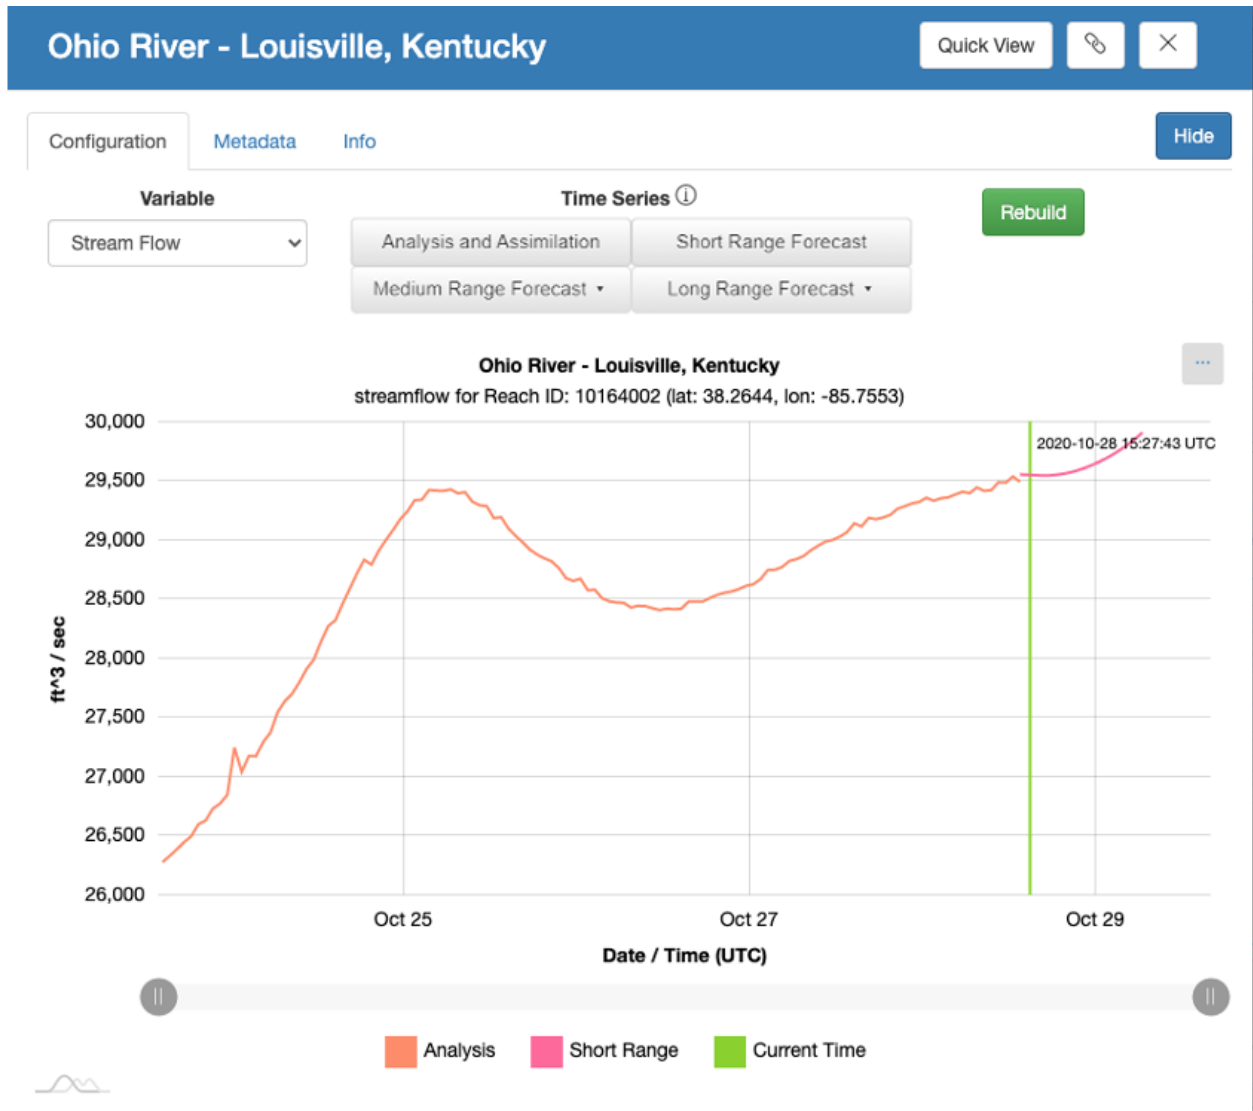 Ohio River - Louisville, Kentucky
Quick View
Configuration Metadata Info Hide
Variable Time Series
Stream Flow
Analysis and Assimilation Short Range Forecast
Medium Range Forecast Long Range Forecast
Rebuild
Ohio River - Louisville, Kentucky
...
streamflow for Reach ID: 10164002 (lat: 38.2644, lon: -85.7553)
30,000
2020-10-28 15:27:43 UTC
29,500
29,000
28,500
28,000
27,500
27,000
26,500
26,000
ft^3 / sec
Oct 25 Oct 27 Oct 29
Date / Time (UTC)
Analysis Short Range Current Time